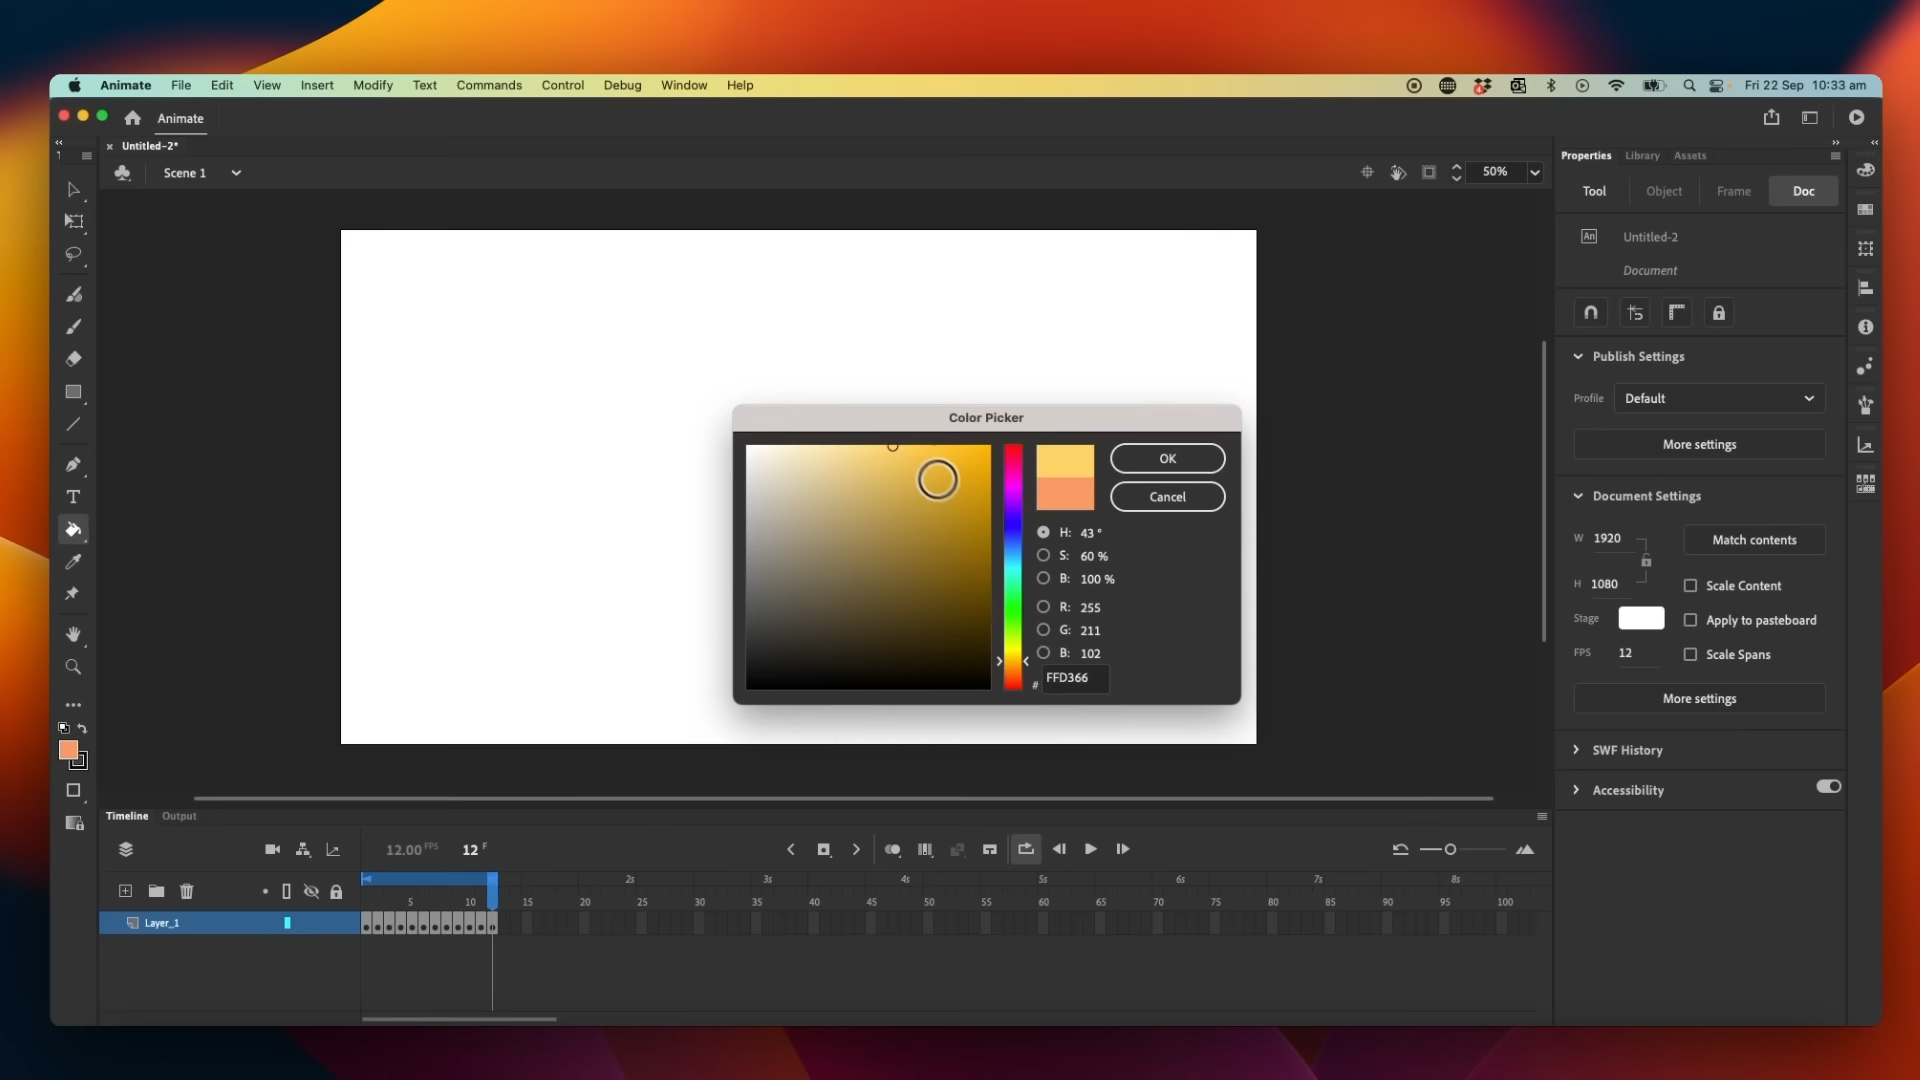 Animate File Edit View Insert Modify Text Commands Control Debug Window Help
4
Fri 22 Sep 10:33 am
Animate
Untitled-2*
Scene 1
50%
Properties Library Assets
Tool Object Frame Doc
An Untitled-2
Document
Publish Settings
Profile Default
More settings
Document Settings
W 1920
Match contents
H 1080
Scale Content
Stage
Apply to pasteboard
FPS 12
Scale Spans
More settings
SWF History
Accessibility
Color Picker
OK
Cancel
H: 43 °
S: 60 %
B: 100 %
R: 255
G: 211
B: 102
# FFD366
T
Timeline Output
12.00 FPS 12 F
2s 3s 4s 5s 6s 7s 8s
5 10 15 20 25 30 35 40 45 50 55 60 65 70 75 80 85 90 95 100
Layer_1